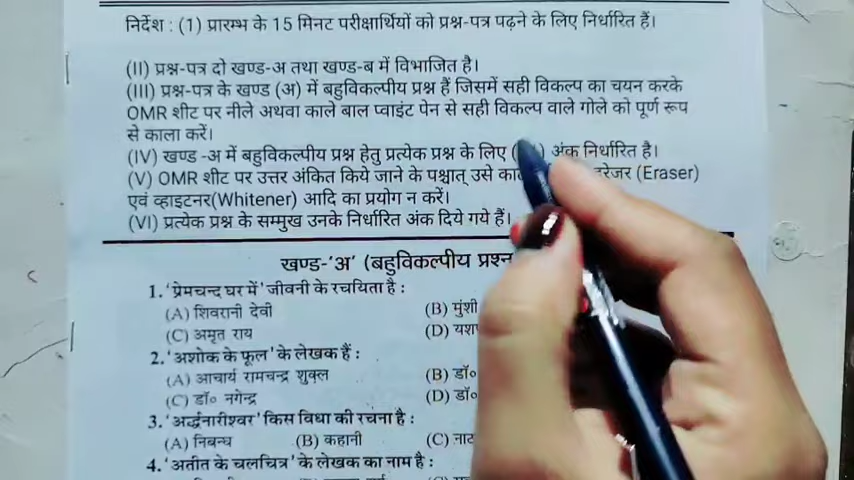 निर्देश : (1) प्रारम्भ के 15 मिनट परीक्षार्थियों को प्रश्न-पत्र पढ़ने के लिए निर्धारित हैं।
(II) प्रश्न-पत्र दो खण्ड-अ तथा खण्ड-ब में विभाजित है।
(III) प्रश्न-पत्र के खण्ड (अ) में बहुविकल्पीय प्रश्न हैं जिसमें सही विकल्प का चयन करके
OMR शीट पर नीले अथवा काले बाल प्वाइंट पेन से सही विकल्प वाले गोले को पूर्ण रूप
से काला करें।
(IV) खण्ड -अ में बहुविकल्पीय प्रश्न हेतु प्रत्येक प्रश्न के लिए अंक निर्धारित है।
(V) OMR शीट पर उत्तर अंकित किये जाने के पश्चात् उसे (Eraser)
एवं व्हाइटनर(Whitener) आदि का प्रयोग न करें।
(VI) प्रत्येक प्रश्न के सम्मुख उनके निर्धारित अंक दिये गये हैं।
खण्ड-'अ' (बहुविकल्पीय प्रश्न
1. 'प्रेमचन्द घर में' जीवनी के रचयिता है :
(A) शिवरानी देवी (B) मुंशी
(C) अमृत राय (D)
2. 'अशोक के फूल' के लेखक हैं :
(A) आचार्य रामचन्द्र शुक्ल (B) डॉ०
(C) डॉ० नगेन्द्र (D) डॉ०
3. 'अर्द्धनारीश्वर' किस विधा की रचना है :
(A) निबन्ध (B) कहानी (C)
4. 'अतीत के चलचित्र' के लेखक का नाम है :